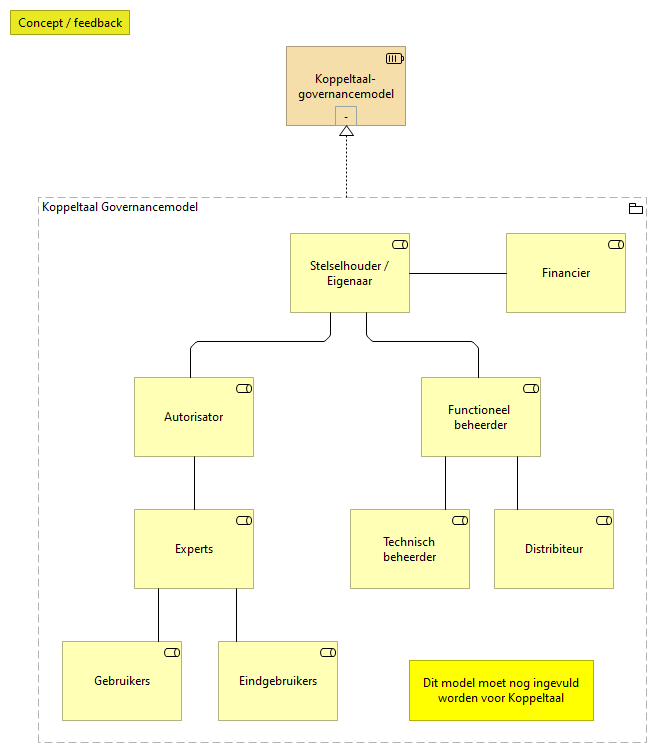 Concept / feedback
Koppeltaal-
governancemodel
-
Koppeltaal Governancemodel
Stelselhouder /
Eigenaar
Financier
Autorisator
Functioneel
beheerder
Experts
Technisch
beheerder
Distribiteur
Gebruikers
Eindgebruikers
Dit model moet nog ingevuld
worden voor Koppeltaal